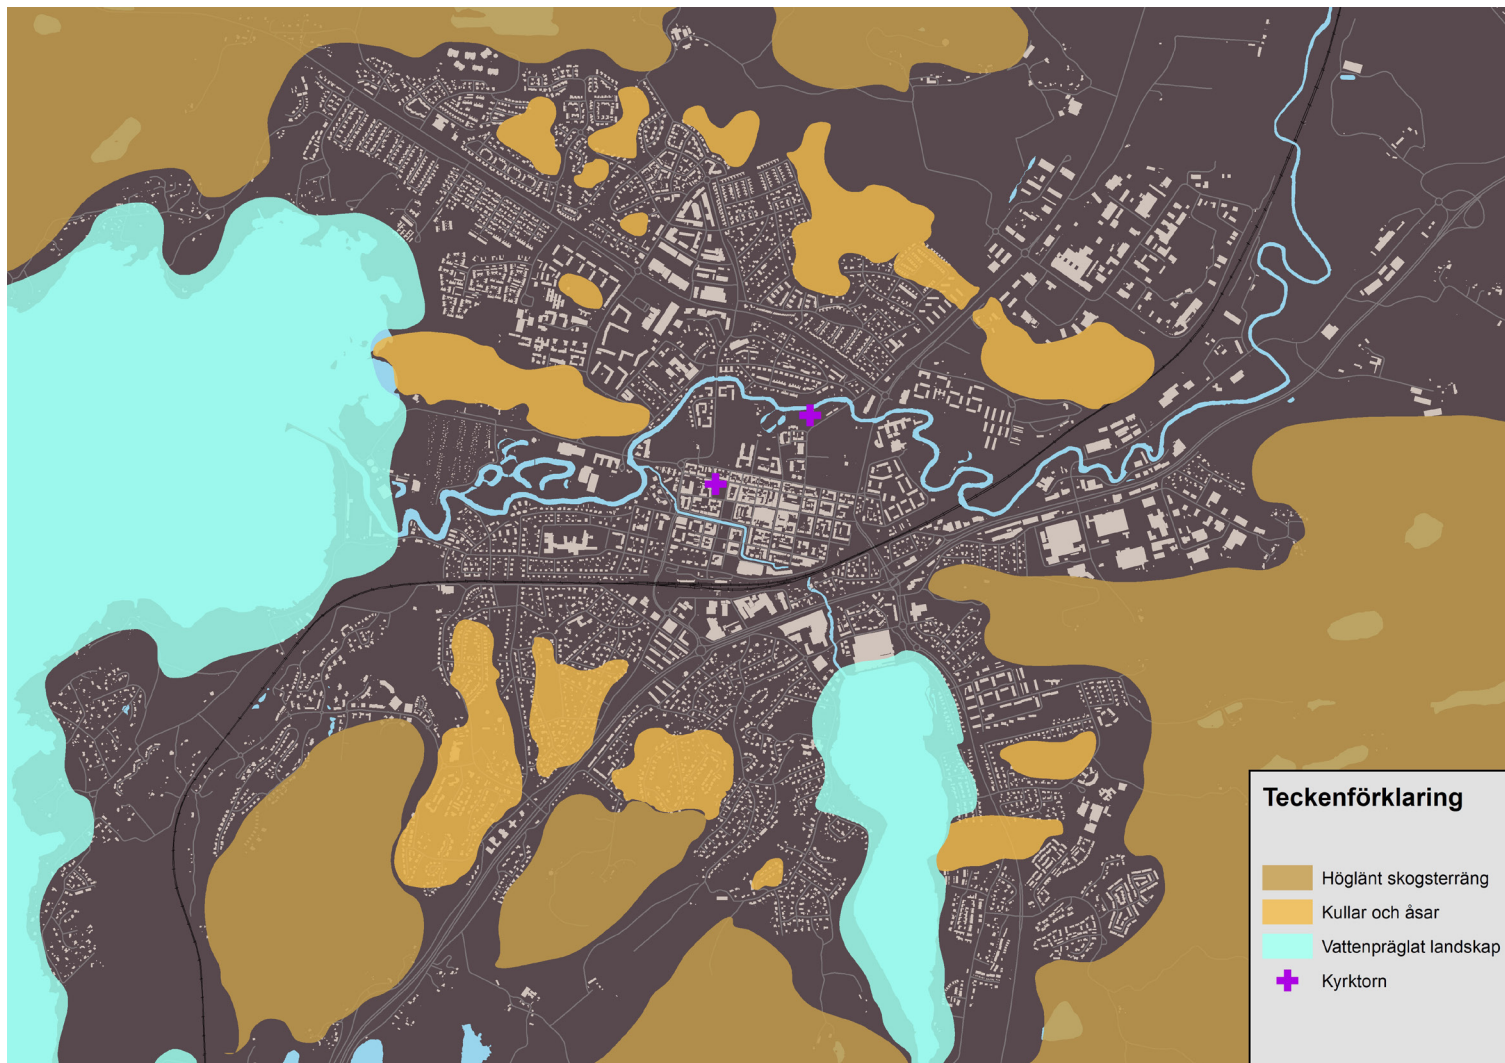 Teckenförklaring
Höglänt skogsterräng
Kullar och åsar
Vattenpräglat landskap
Kyrktorn